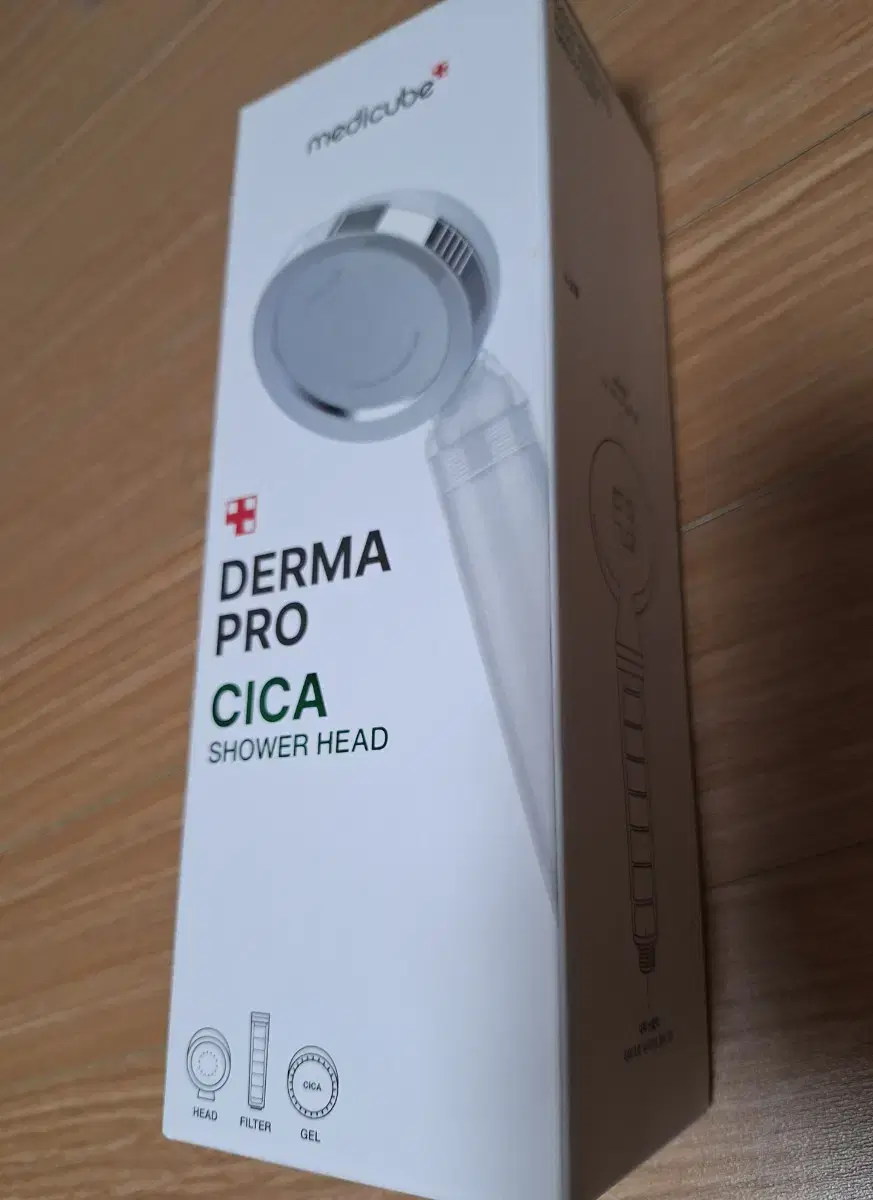 medicube
DERMA
PRO
CICA
SHOWER HEAD
HEAD
FILTER
CICA
GEL